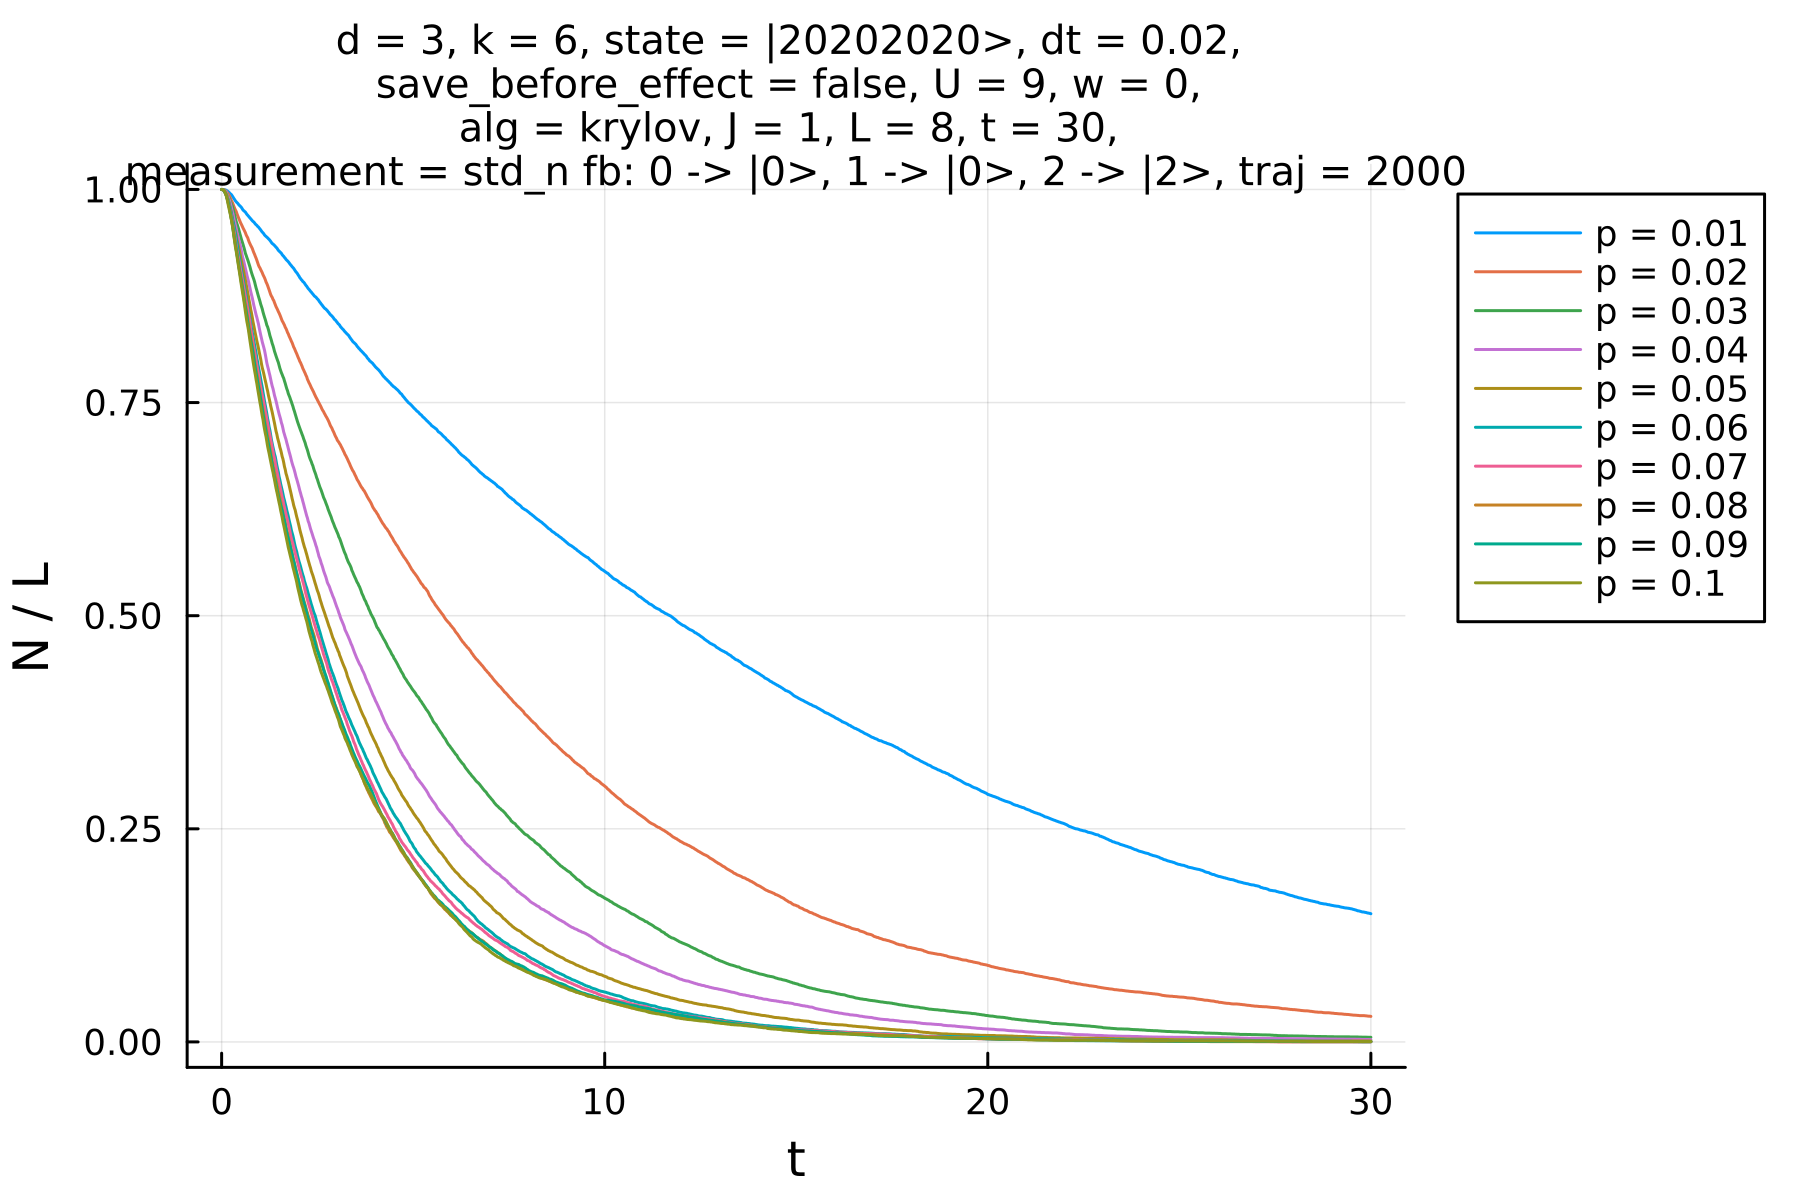 d = 3, k = 6, state = |20202020>, dt = 0.02,
save_before_effect = false, U = 9, w = 0,
alg = krylov, J = 1, L = 8, t = 30,
measurement = std_n fb: 0 -> |0>, 1 -> |0>, 2 -> |2>, traj = 2000
1.00
0.75
0.50
0.25
0.00
N / L
0
10
20
30
t
p = 0.01
p = 0.02
p = 0.03
p = 0.04
p = 0.05
p = 0.06
p = 0.07
p = 0.08
p = 0.09
p = 0.1